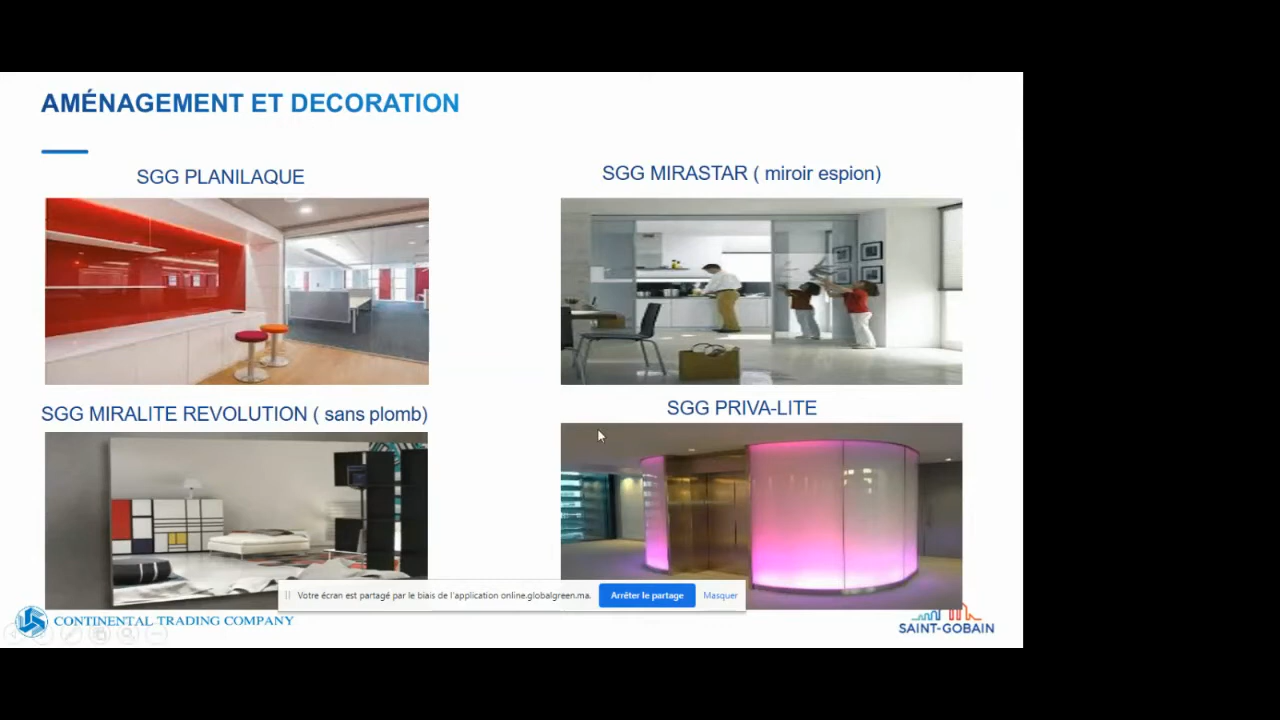 AMÉNAGEMENT ET DECORATION
SGG PLANILAQUE
SGG MIRASTAR ( miroir espion)
SGG MIRALITE REVOLUTION ( sans plomb)
SGG PRIVA-LITE
Votre écran est partagé par le biais de l'application online.globalgreen.ma.
Arrêter le partage
Masquer
CONTINENTAL TRADING COMPANY
SAINT-GOBAIN